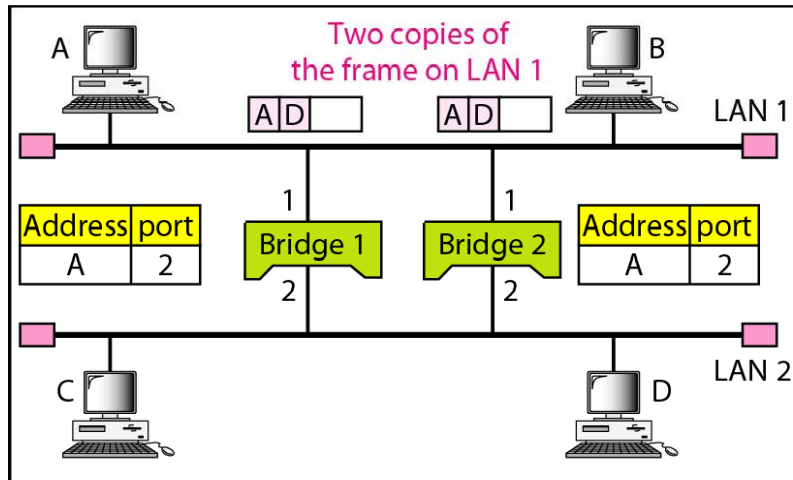 A
Two copies of
the frame on LAN 1
B
A D
A D
LAN 1
1
1
Address port
A 2
Bridge 1
Bridge 2
Address port
A 2
2
2
LAN 2
C
D